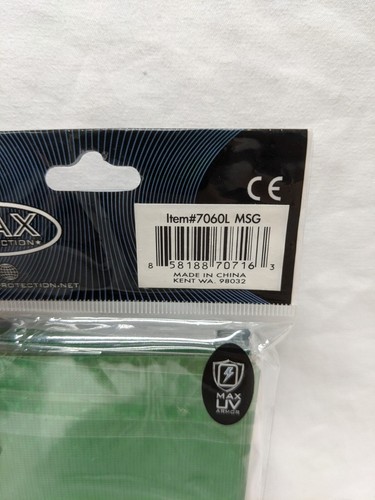 CE
Item#7060L MSG
8 58188 70716 3
MADE IN CHINA
KENT WA. 98032
MAX
UV
ARMOR